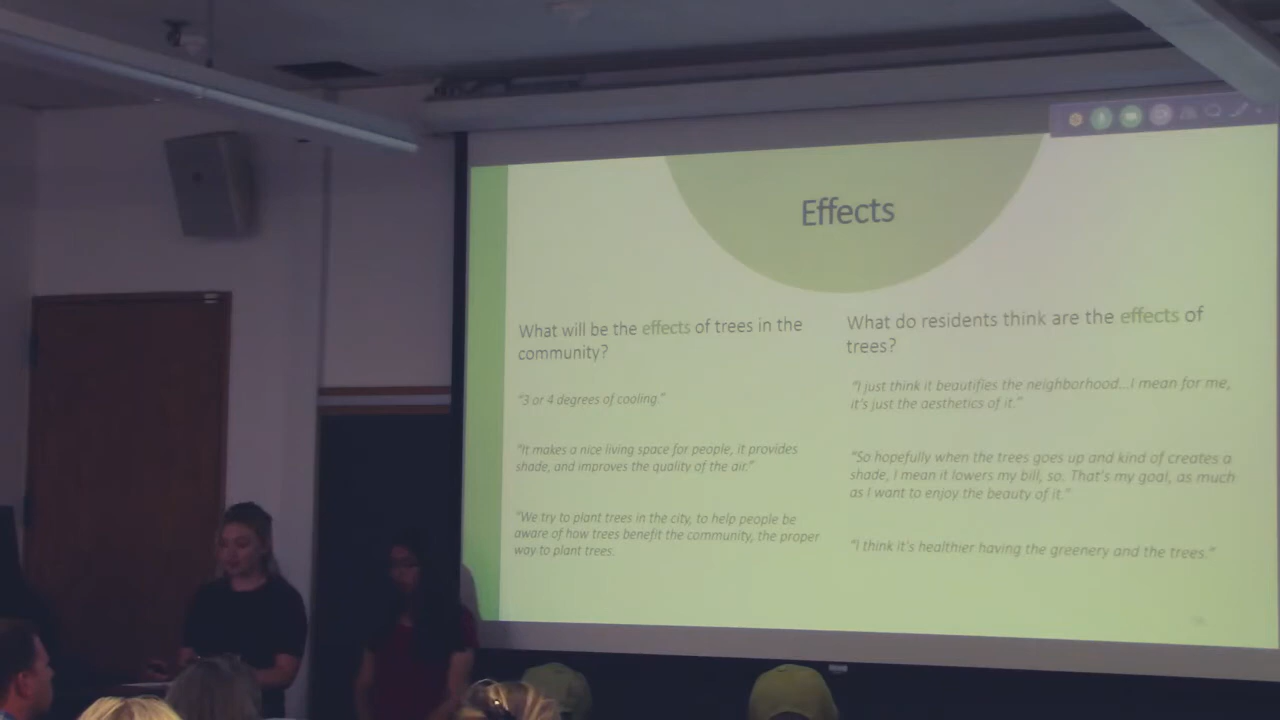 Effects
What will be the effects of trees in the
community?
"3 or 4 degrees of cooling."
"It makes a nice living space for people, it provides
shade, and improves the quality of the air."
"We try to plant trees in the city, to help people be
aware of how trees benefit the community, the proper
way to plant trees.
What do residents think are the effects of
trees?
"I just think it beautifies the neighborhood...I mean for me,
it's just the aesthetics of it."
"So hopefully when the trees goes up and kind of creates a
shade, I mean it lowers my bill, so. That's my goal, as much
as I want to enjoy the beauty of it."
"I think it's healthier having the greenery and the trees."